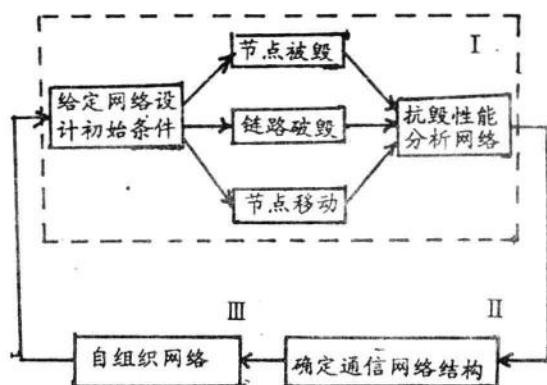 节点被毁
I
给定网络设
计初始条件
链路破毁
抗毁性能
分析网络
节点移动
III
II
自组织网络
确定通信网络结构